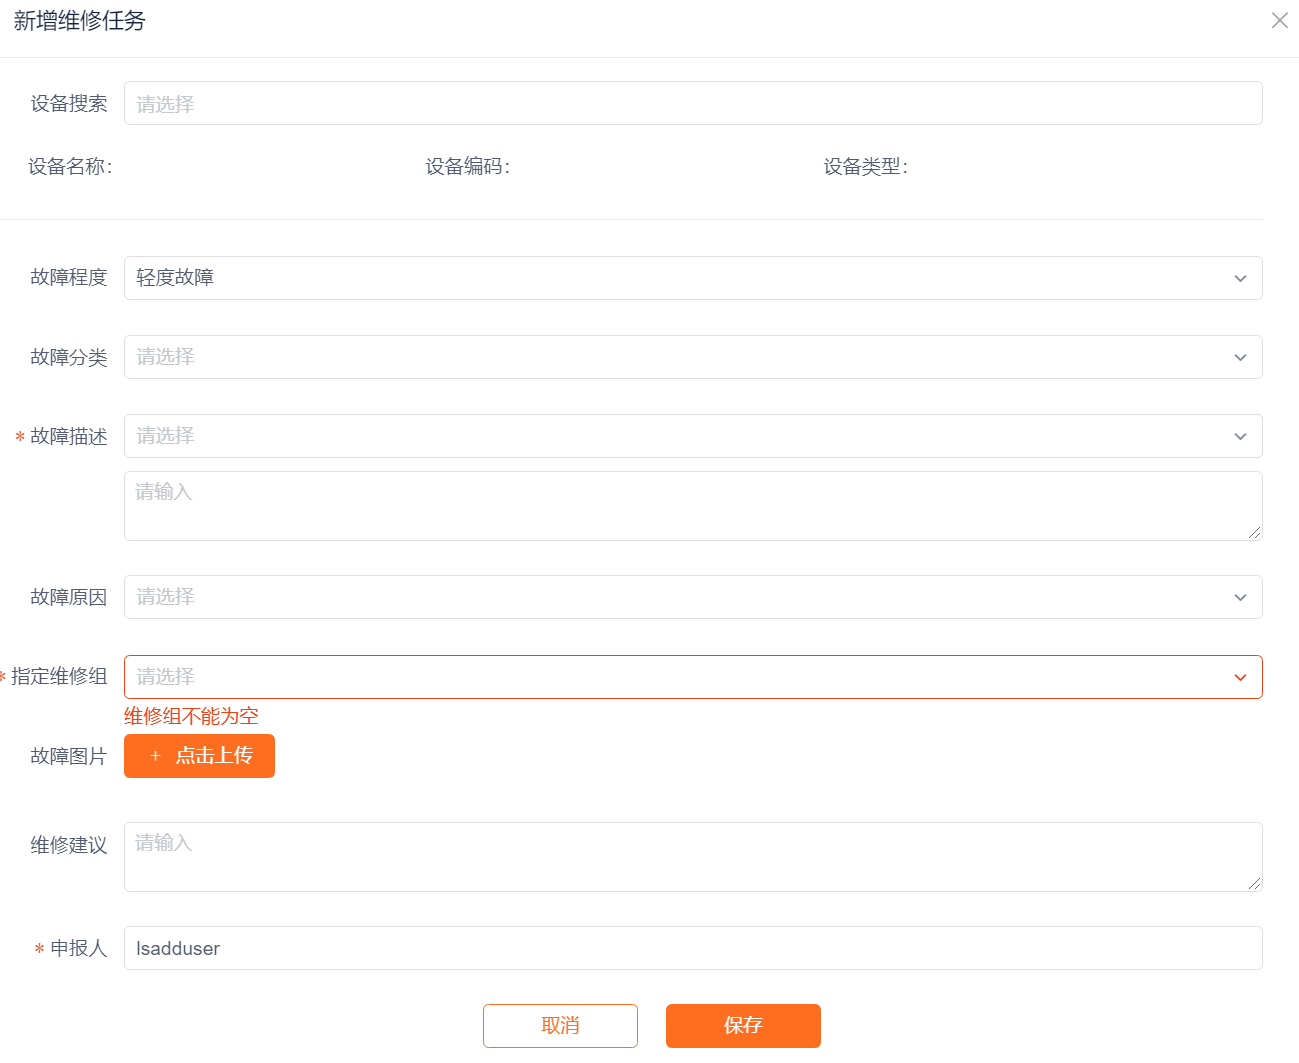 新增维修任务
设备搜索 请选择
设备名称: 设备编码: 设备类型:
故障程度 轻度故障
故障分类 请选择
* 故障描述 请选择
请输入
故障原因 请选择
* 指定维修组 请选择
维修组不能为空
故障图片 + 点击上传
维修建议 请输入
* 申报人 lsadduser
取消 保存